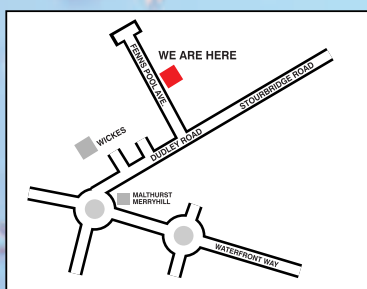 WE ARE HERE
FENNS POOL AVE
STOURBRIDGE ROAD
WICKES
DUDLEY ROAD
MALTHURST
MERRYHILL
WATERFRONT WAY